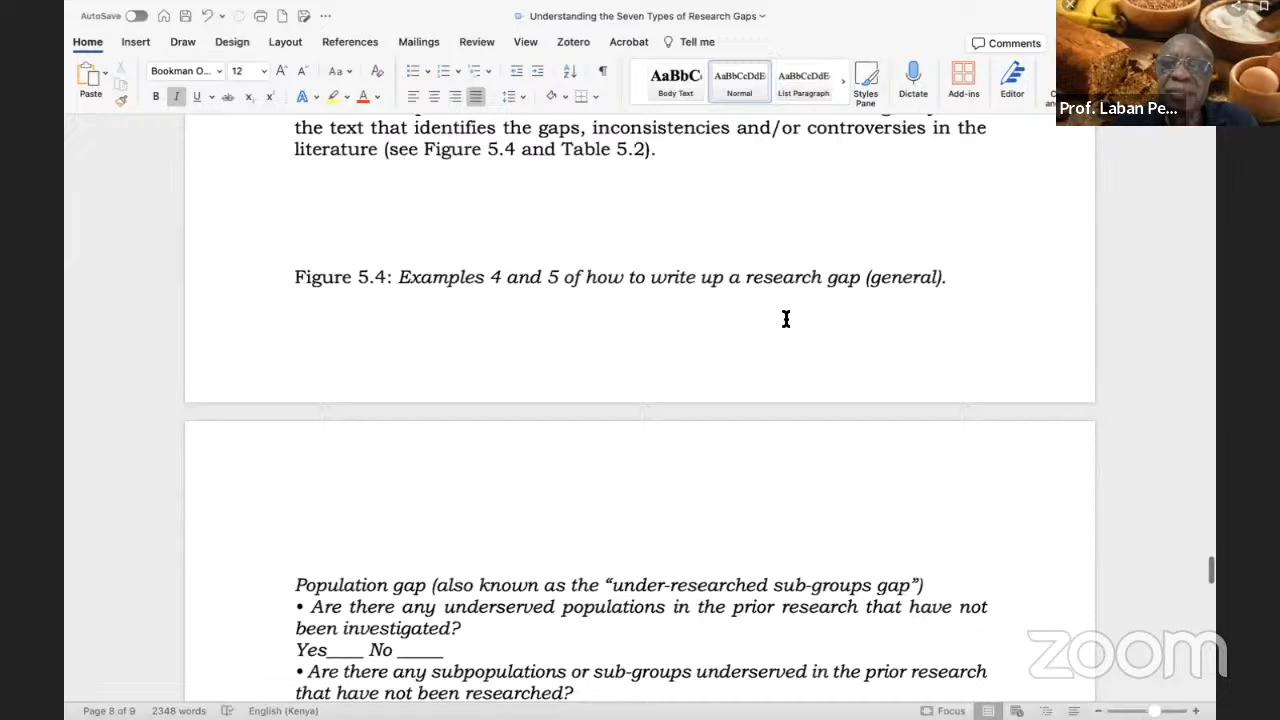 AutoSave
Understanding the Seven Types of Research Gaps
Home Insert Draw Design Layout References Mailings Review View Zotero Acrobat Tell me
Comments
Paste
Bookman O... 12
AaBbC
Body Text
AaBbCcDdE
Normal
AaBbCcDdE
List Paragraph
Styles Pane
Dictate
Add-ins
Editor
Prof. Laban Pe...
the text that identifies the gaps, inconsistencies and/or controversies in the
literature (see Figure 5.4 and Table 5.2).
Figure 5.4: Examples 4 and 5 of how to write up a research gap (general).
Population gap (also known as the “under-researched sub-groups gap”)
• Are there any underserved populations in the prior research that have not
been investigated?
Yes____ No _____
• Are there any subpopulations or sub-groups underserved in the prior research
that have not been researched?
zoom
Page 8 of 9 2348 words English (Kenya) Focus